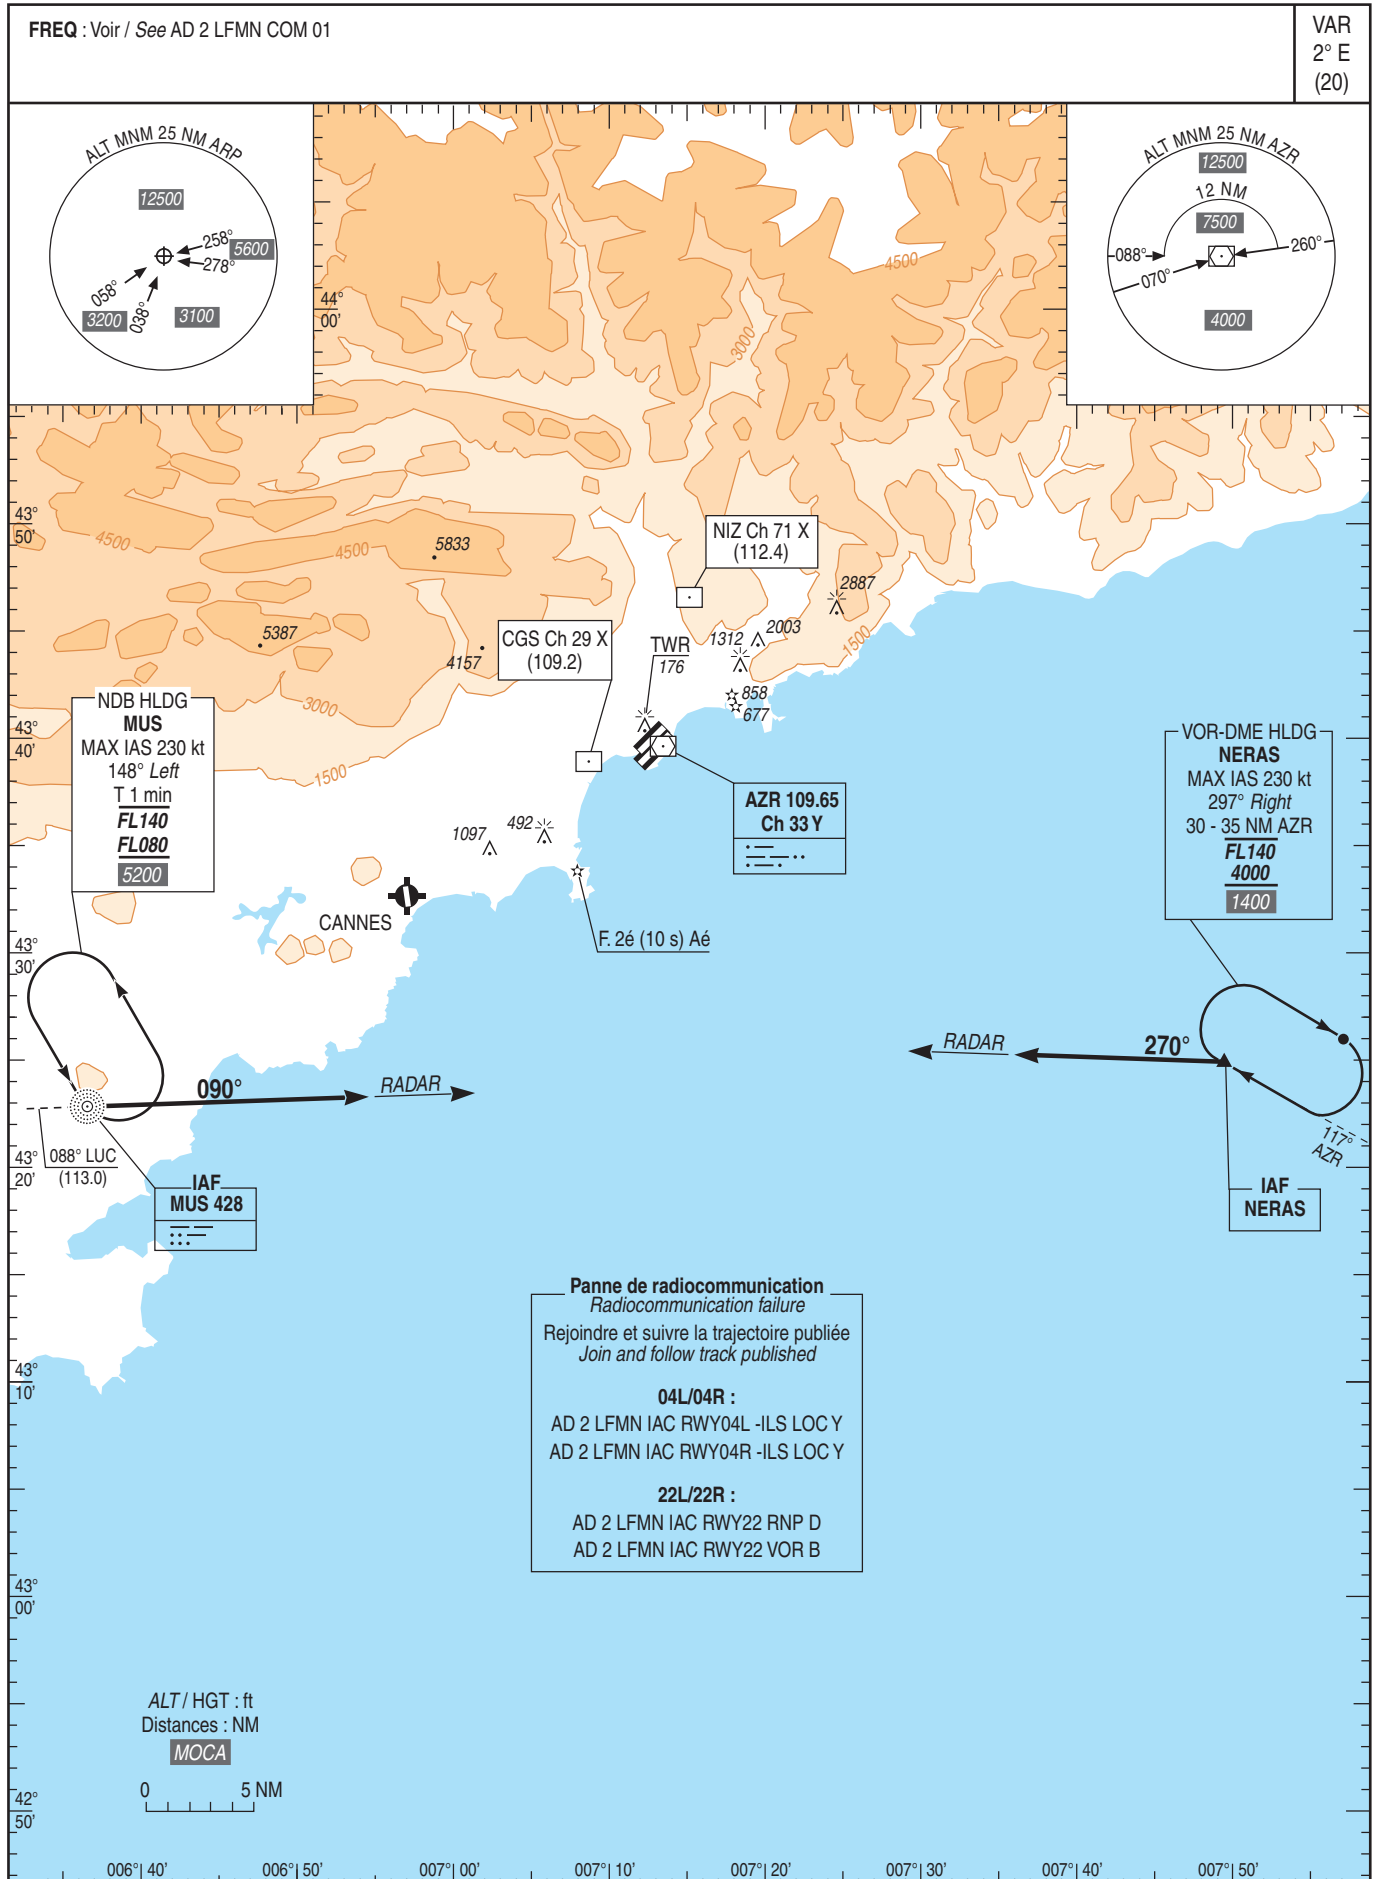 FREQ : Voir / See AD 2 LFMN COM 01
VAR
2° E
(20)
ALT MNM 25 NM ARP
12500
258°
5600
278°
058°
3200
038°
3100
ALT MNM 25 NM AZR
12500
12 NM
7500
088°
260°
070°
4000
4500
44°
00'
3000
43°
50'
4500
4500
5833
NIZ Ch 71 X
(112.4)
2887
5387
4157
CGS Ch 29 X
(109.2)
TWR
176
1312
2003
1500
858
677
3000
1500
NDB HLDG
MUS
MAX IAS 230 kt
148° Left
T 1 min
FL140
FL080
5200
43°
40'
AZR 109.65
Ch 33 Y
VOR-DME HLDG
NERAS
MAX IAS 230 kt
297° Right
30 - 35 NM AZR
FL140
4000
1400
1097
492
CANNES
F. 2é (10 s) Aé
43°
30'
090°
RADAR
RADAR
270°
117°
AZR
088° LUC
(113.0)
43°
20'
IAF
MUS 428
IAF
NERAS
Panne de radiocommunication
Radiocommunication failure
Rejoindre et suivre la trajectoire publiée
Join and follow track published
04L/04R :
AD 2 LFMN IAC RWY04L -ILS LOC Y
AD 2 LFMN IAC RWY04R -ILS LOC Y
22L/22R :
AD 2 LFMN IAC RWY22 RNP D
AD 2 LFMN IAC RWY22 VOR B
43°
10'
43°
00'
ALT / HGT : ft
Distances : NM
MOCA
0 5 NM
42°
50'
006° 40' 006° 50' 007° 00' 007° 10' 007° 20' 007° 30' 007° 40' 007° 50'